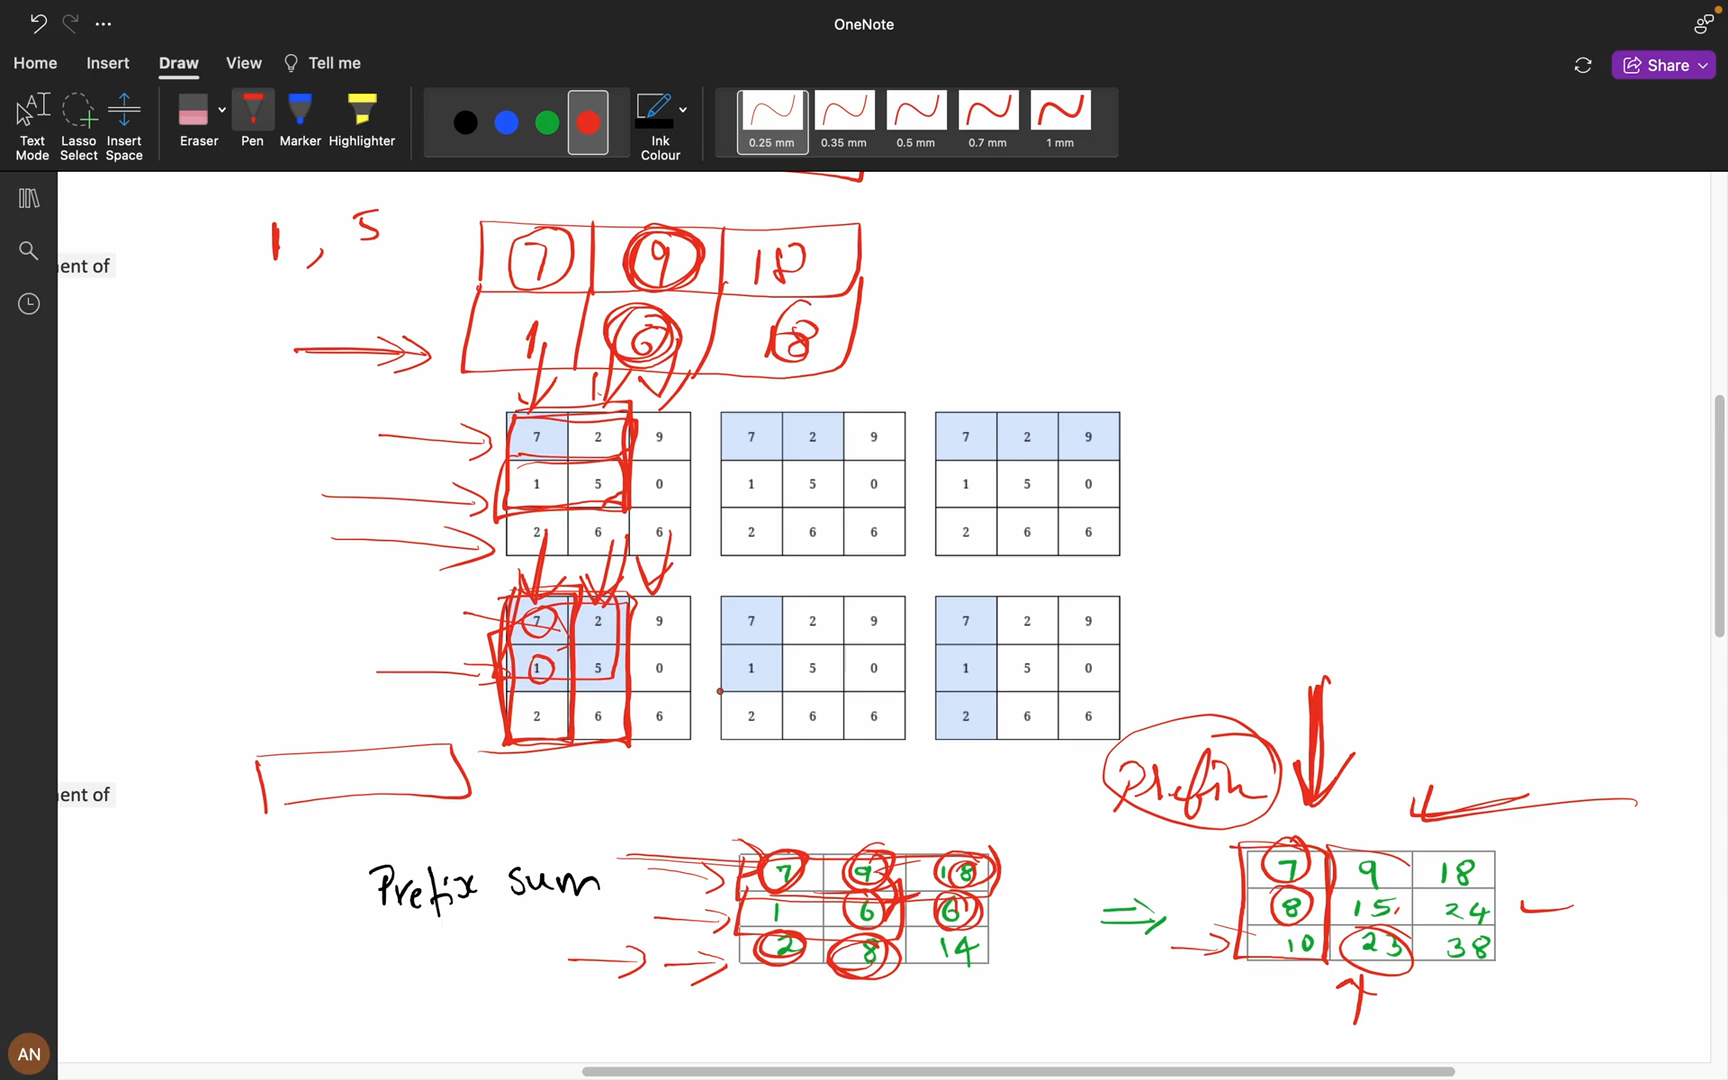 OneNote
Home Insert Draw View Tell me
Share
Text Mode
Lasso Select
Insert Space
Eraser
Pen
Marker
Highlighter
Ink Colour
0.25 mm 0.35 mm 0.5 mm 0.7 mm 1 mm
1 , 5
ent of
7 9 18
1 6
7 2 9
1 5 0
2 6 6
7 2 9
1 5 0
2 6 6
7 2 9
1 5 0
2 6 6
7 2 9
1 5 0
2 6 6
7 2 9
1 5 0
2 6 6
7 2 9
1 5 0
2 6 6
ent of
Prefix
Prefix sum
7 9 18
1 6 6
2 8 14
7 9 18
8 15 24
10 23 38
AN